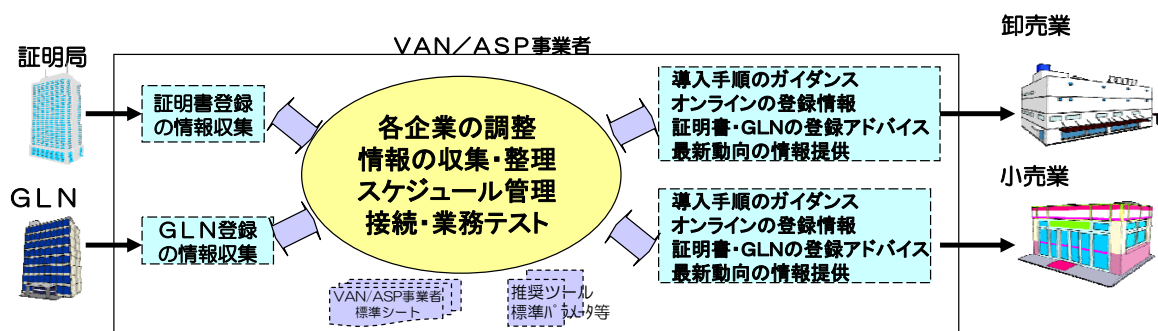 VAN／ASP事業者
証明局
証明書登録
の情報収集
GLN
GLN登録
の情報収集
各企業の調整
情報の収集・整理
スケジュール管理
接続・業務テスト
VAN/ASP事業者
標準シート
推奨ツール
標準ﾊﾟﾗﾒｰﾀ等
導入手順のガイダンス
オンラインの登録情報
証明書・GLNの登録アドバイス
最新動向の情報提供
卸売業
導入手順のガイダンス
オンラインの登録情報
証明書・GLNの登録アドバイス
最新動向の情報提供
小売業